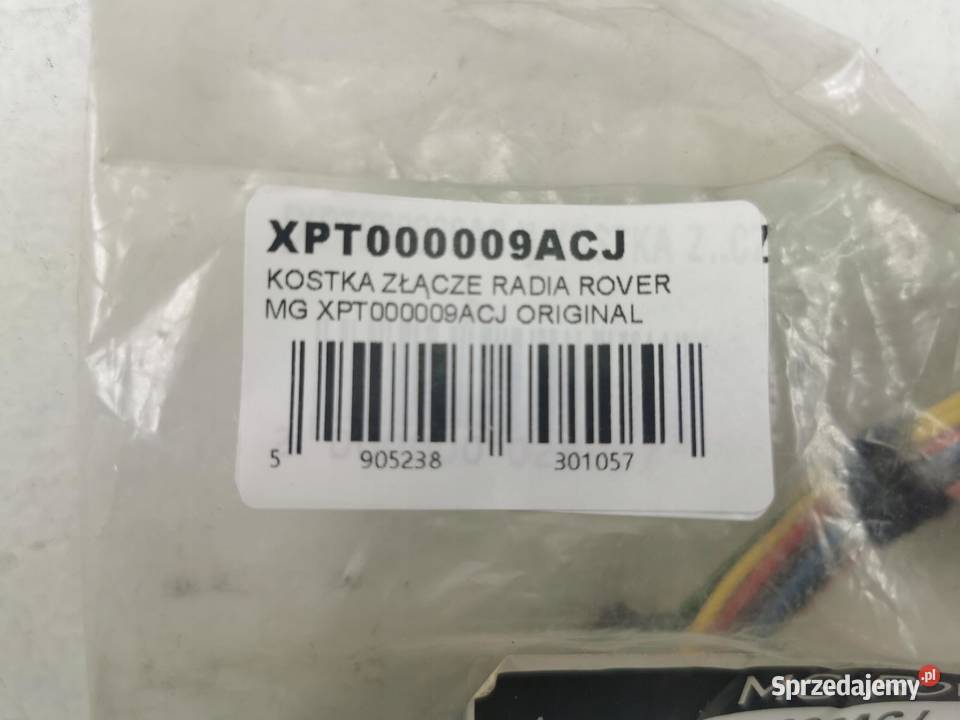 XPT000009ACJ
KOSTKA ZŁĄCZE RADIA ROVER
MG XPT000009ACJ ORIGINAL
5 905238 301057
Sprzedajemy.pl